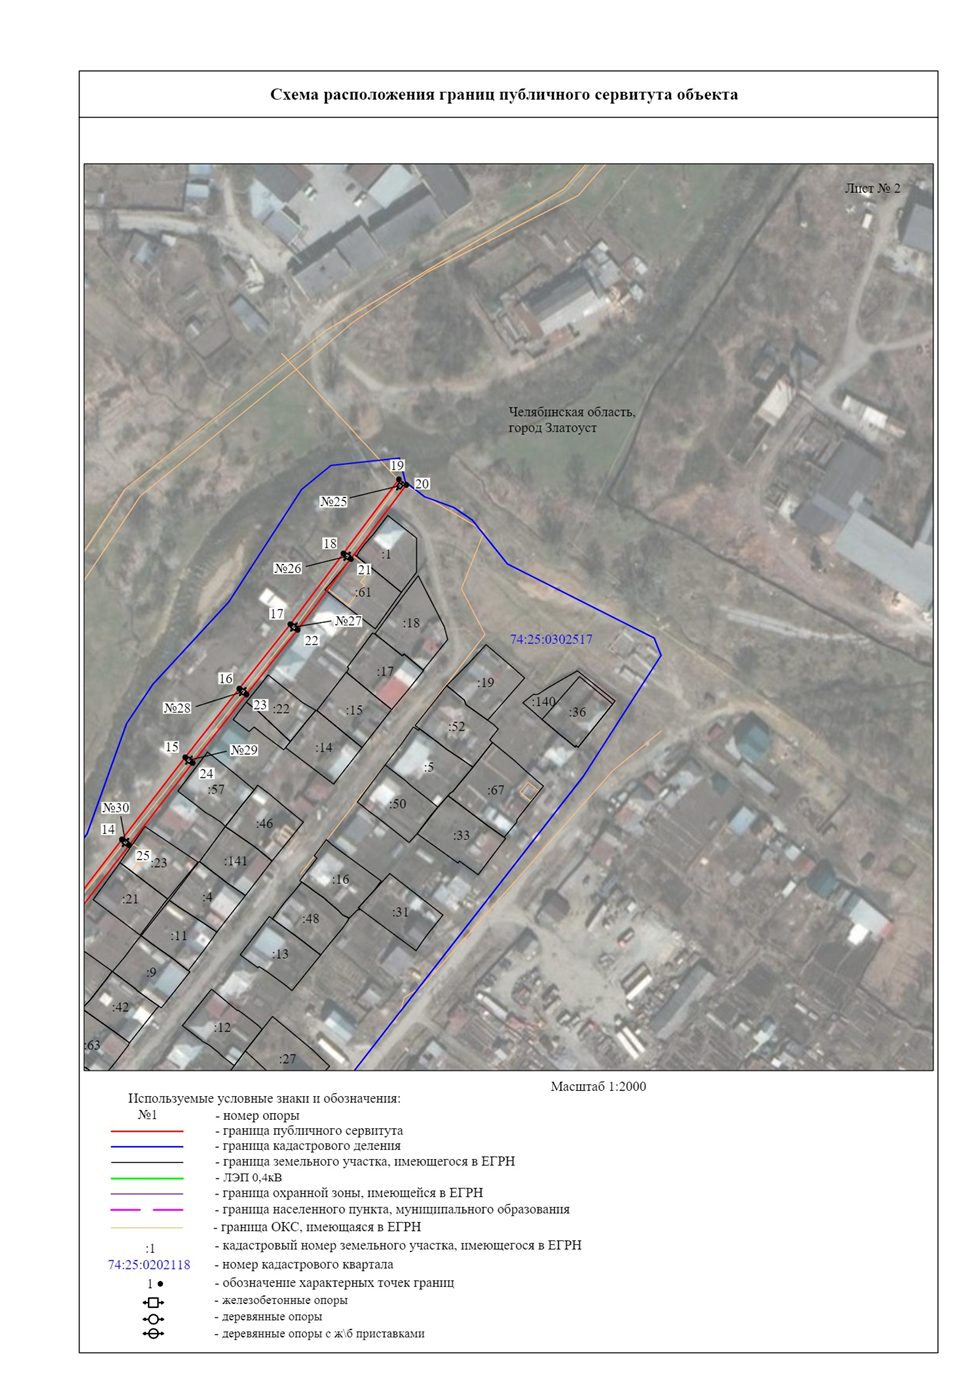 Схема расположения границ публичного сервитута объекта
Лист № 2
Челябинская область,
город Златоуст
19
20
№25
18
:1
№26
21
:61
17
№27
:18
22
74:25:0302517
:17
16
:19
№28
23
:22
:15
:140
:36
:52
15
№29
:14
24
:5
:57
:67
№30
:50
:46
14
:33
25
:23
:141
:16
:21
:4
:31
:48
:11
:13
:9
:42
:12
:63
:27
Масштаб 1:2000
Используемые условные знаки и обозначения:
№1 - номер опоры
- граница публичного сервитута
- граница кадастрового деления
- граница земельного участка, имеющегося в ЕГРН
- ЛЭП 0,4кВ
- граница охранной зоны, имеющейся в ЕГРН
- граница населенного пункта, муниципального образования
- граница ОКС, имеющаяся в ЕГРН
:1 - кадастровый номер земельного участка, имеющегося в ЕГРН
74:25:0202118 - номер кадастрового квартала
1 - обозначение характерных точек границ
- железобетонные опоры
- деревянные опоры
- деревянные опоры с ж\б приставками